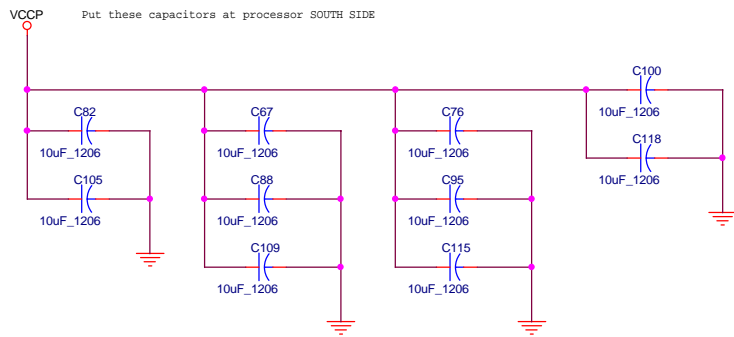 VCCP
Put these capacitors at processor SOUTH SIDE
C82
10uF_1206
C105
10uF_1206
C67
10uF_1206
C88
10uF_1206
C109
10uF_1206
C76
10uF_1206
C95
10uF_1206
C115
10uF_1206
C100
10uF_1206
C118
10uF_1206